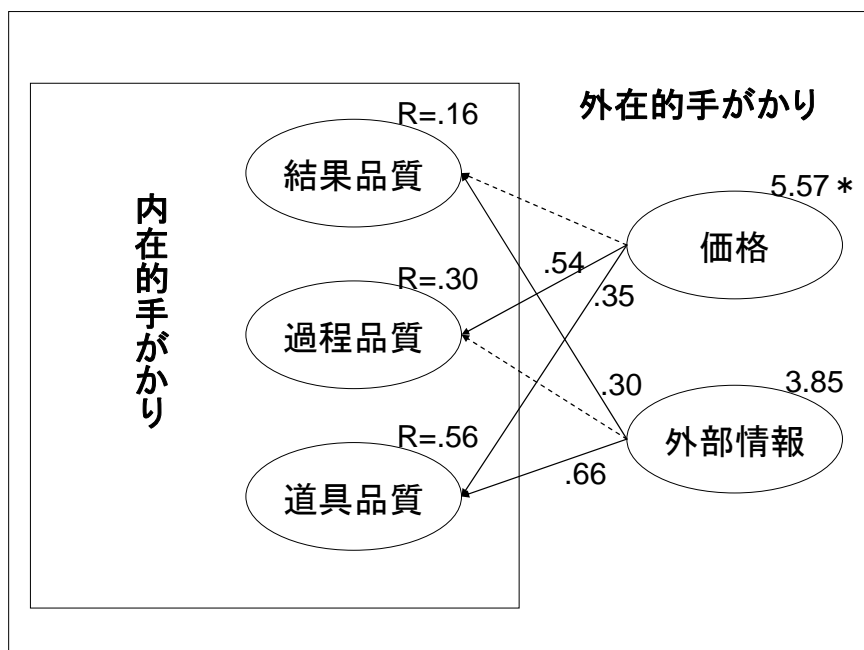 外在的手がかり
内在的手がかり
R=.16
結果品質
5.57＊
価格
.54
.35
R=.30
過程品質
.30
3.85
外部情報
R=.56
道具品質
.66